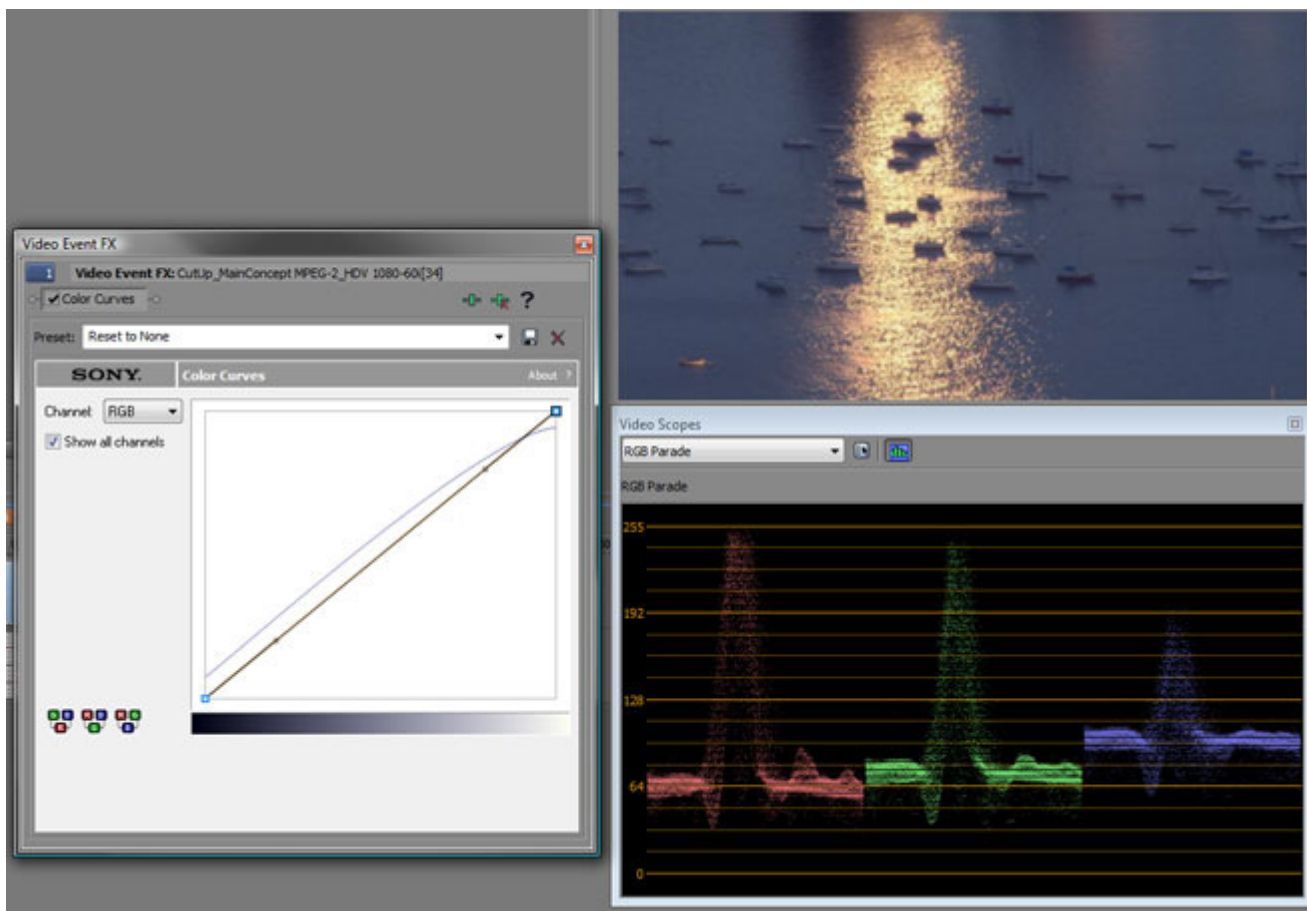 Video Event FX
1 Video Event FX: CutUp_MainConcept MPEG-2_HDV 1080-60i[34]
Color Curves
?
Preset: Reset to None
SONY. Color Curves About ?
Channel: RGB
Show all channels
Video Scopes
RGB Parade
RGB Parade
255
192
128
64
0